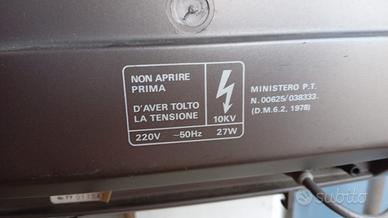 NON APRIRE
PRIMA
D'AVER TOLTO
LA TENSIONE
220V ~50Hz
10KV
27W
MINISTERO P.T.
N. 00625/038333.
(D.M.6.2. 1978)
subito